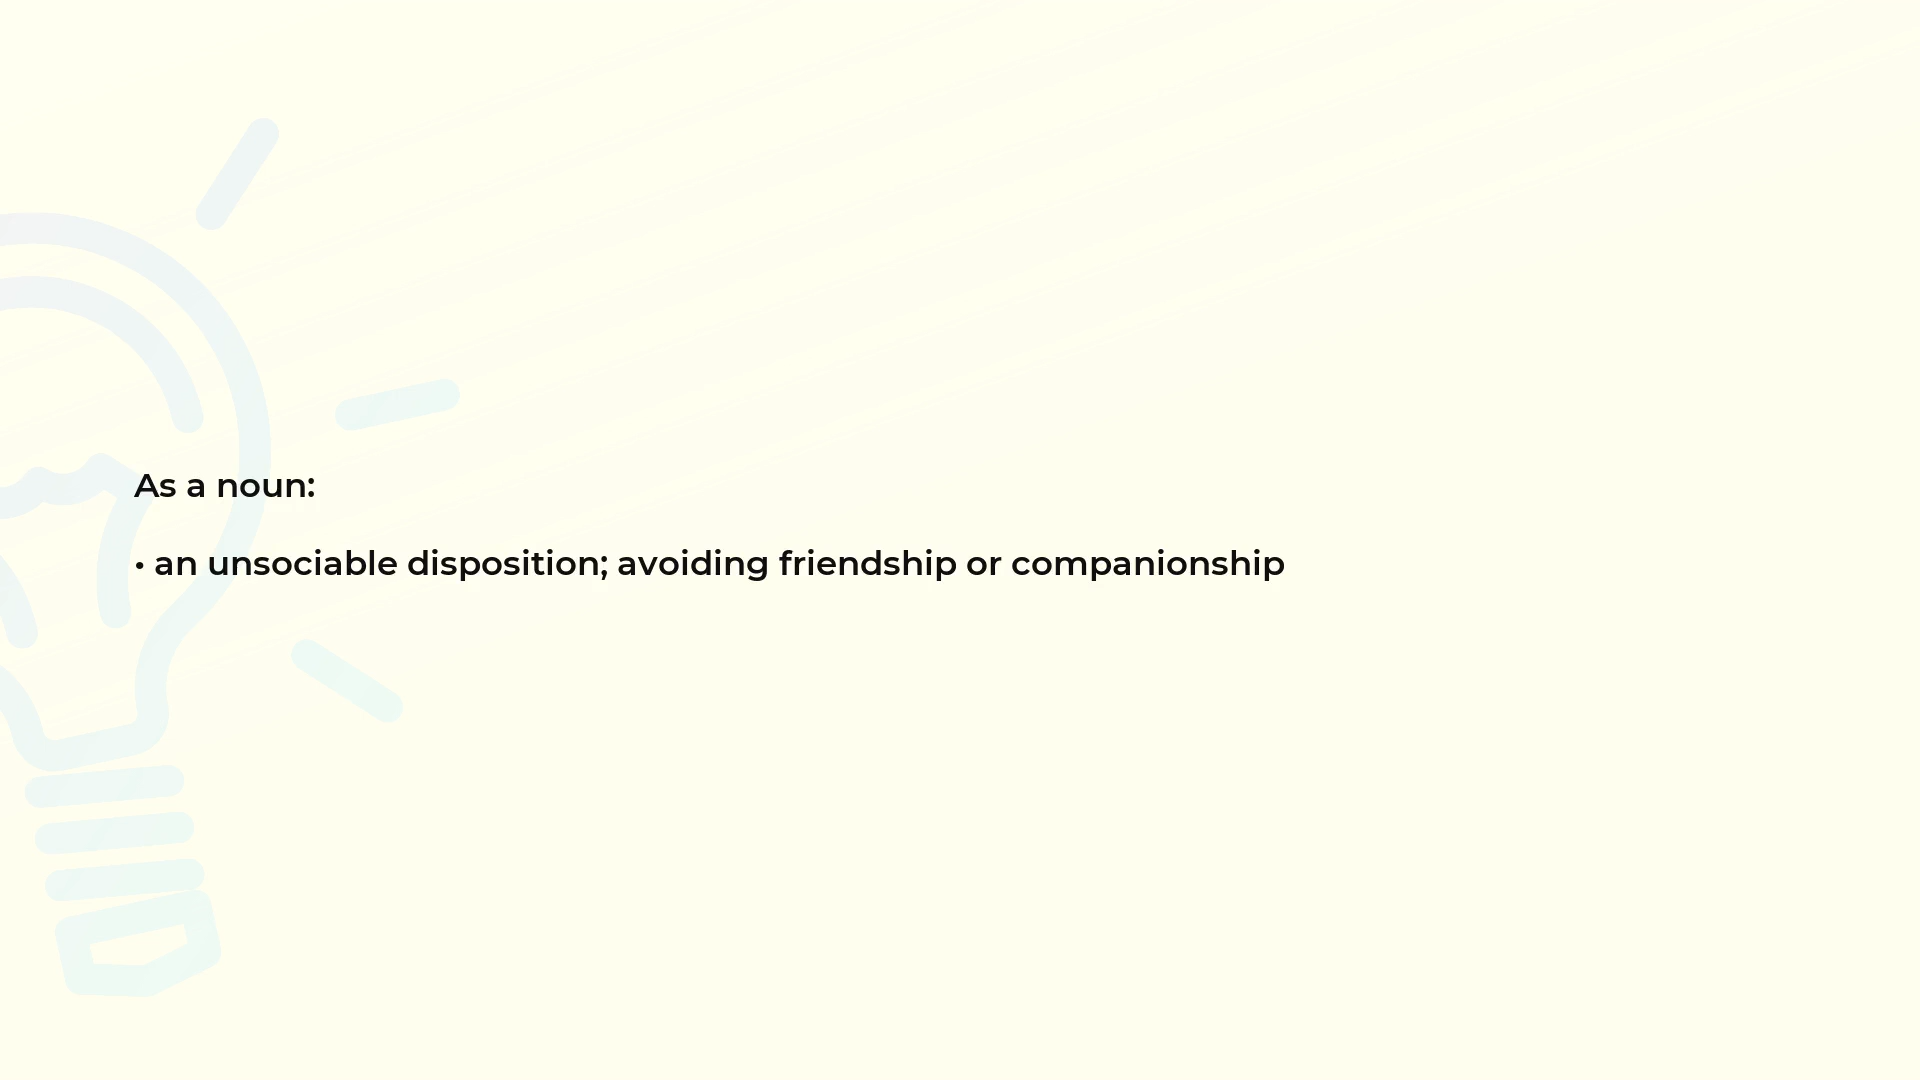 As a noun:
• an unsociable disposition; avoiding friendship or companionship